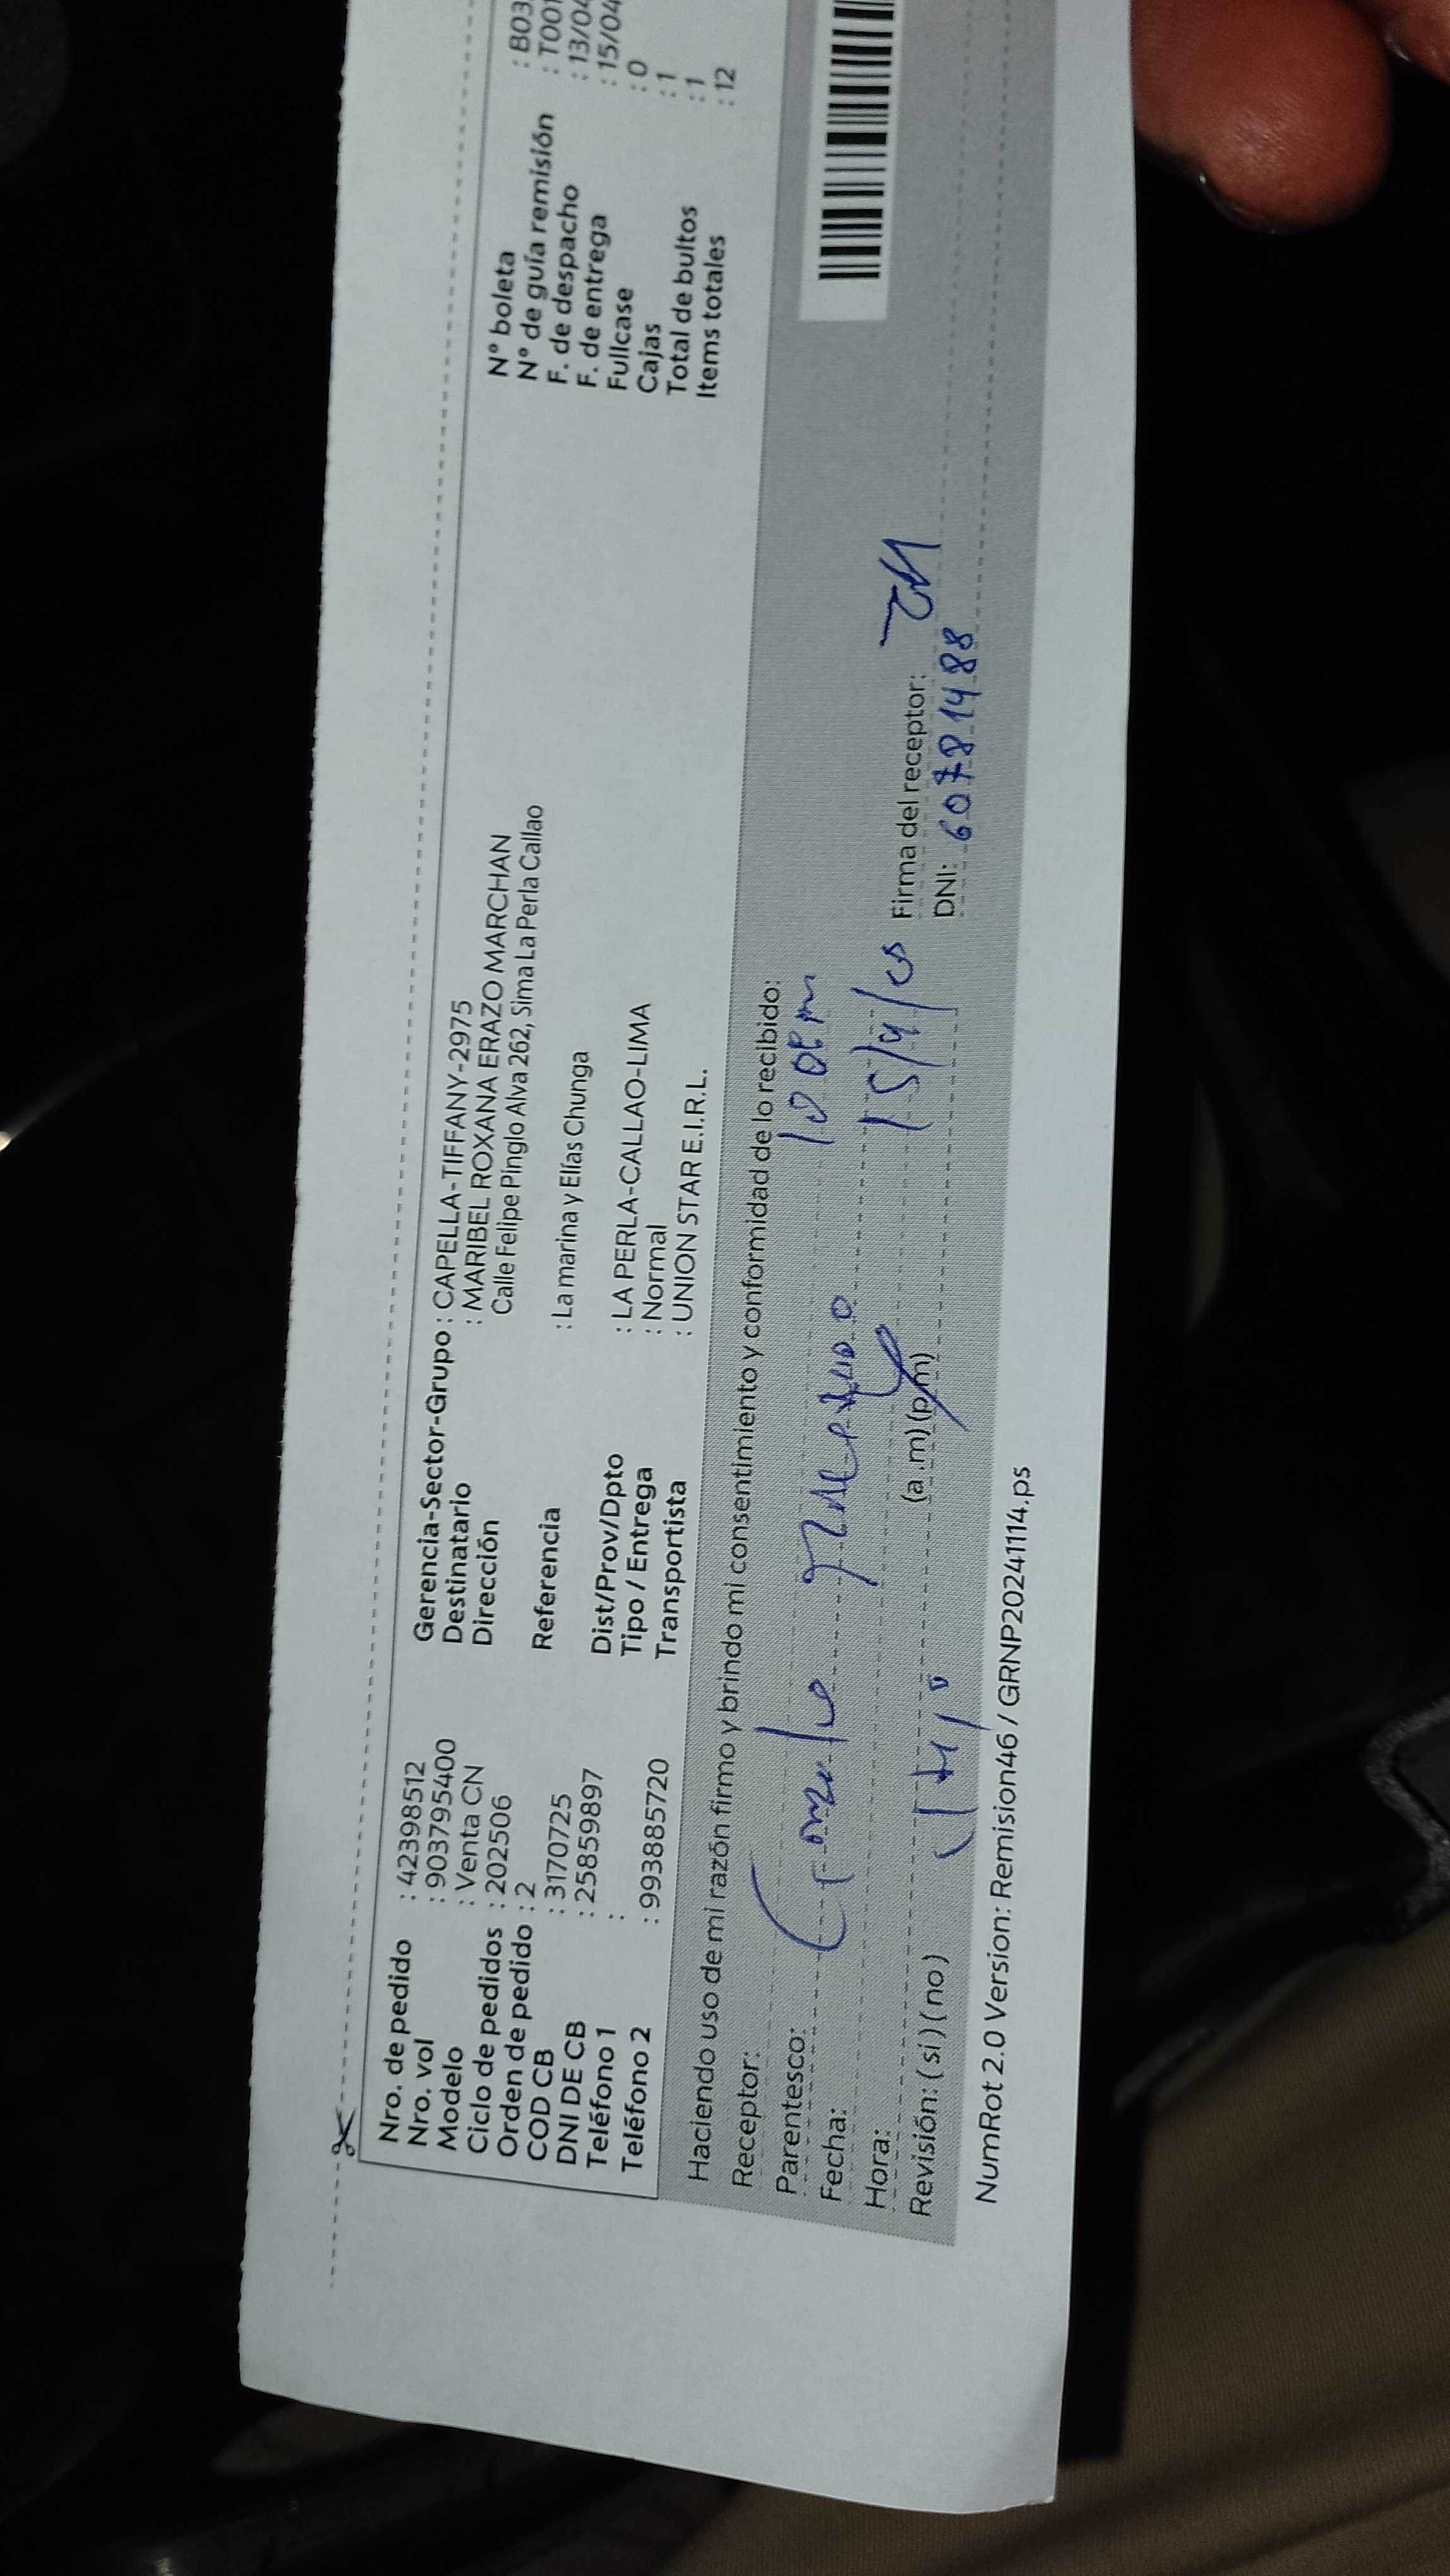 Nro. de pedido : 42398512
Nro. vol : 903795400
Modelo : Venta CN
Ciclo de pedidos : 202506
Orden de pedido : 2
COD CB : 3170725
DNI DE CB : 25859897
Teléfono 1 :
Teléfono 2 : 993885720
Gerencia-Sector-Grupo : CAPELLA-TIFFANY-2975
Destinatario : MARIBEL ROXANA ERAZO MARCHAN
Dirección Calle Felipe Pinglo Alva 262, Sima La Perla Callao
Referencia : La marina y Elías Chunga
Dist/Prov/Dpto : LA PERLA-CALLAO-LIMA
Tipo / Entrega : Normal
Transportista : UNION STAR E.I.R.L.
N° boleta : B03
N° de guía remisión : T001
F. de despacho : 13/04
F. de entrega : 15/04
Fullcase : 0
Cajas : 1
Total de bultos : 1
Items totales : 12
Haciendo uso de mi razón firmo y brindo mi consentimiento y conformidad de lo recibido:
Receptor:
Parentesco:
Fecha: 15/4/
Hora: (a.m) (p.m) Firma del receptor:
Revisión: (si) (no) DNI: 60781488
NumRot 2.0 Version: Remision46 / GRNP20241114.ps